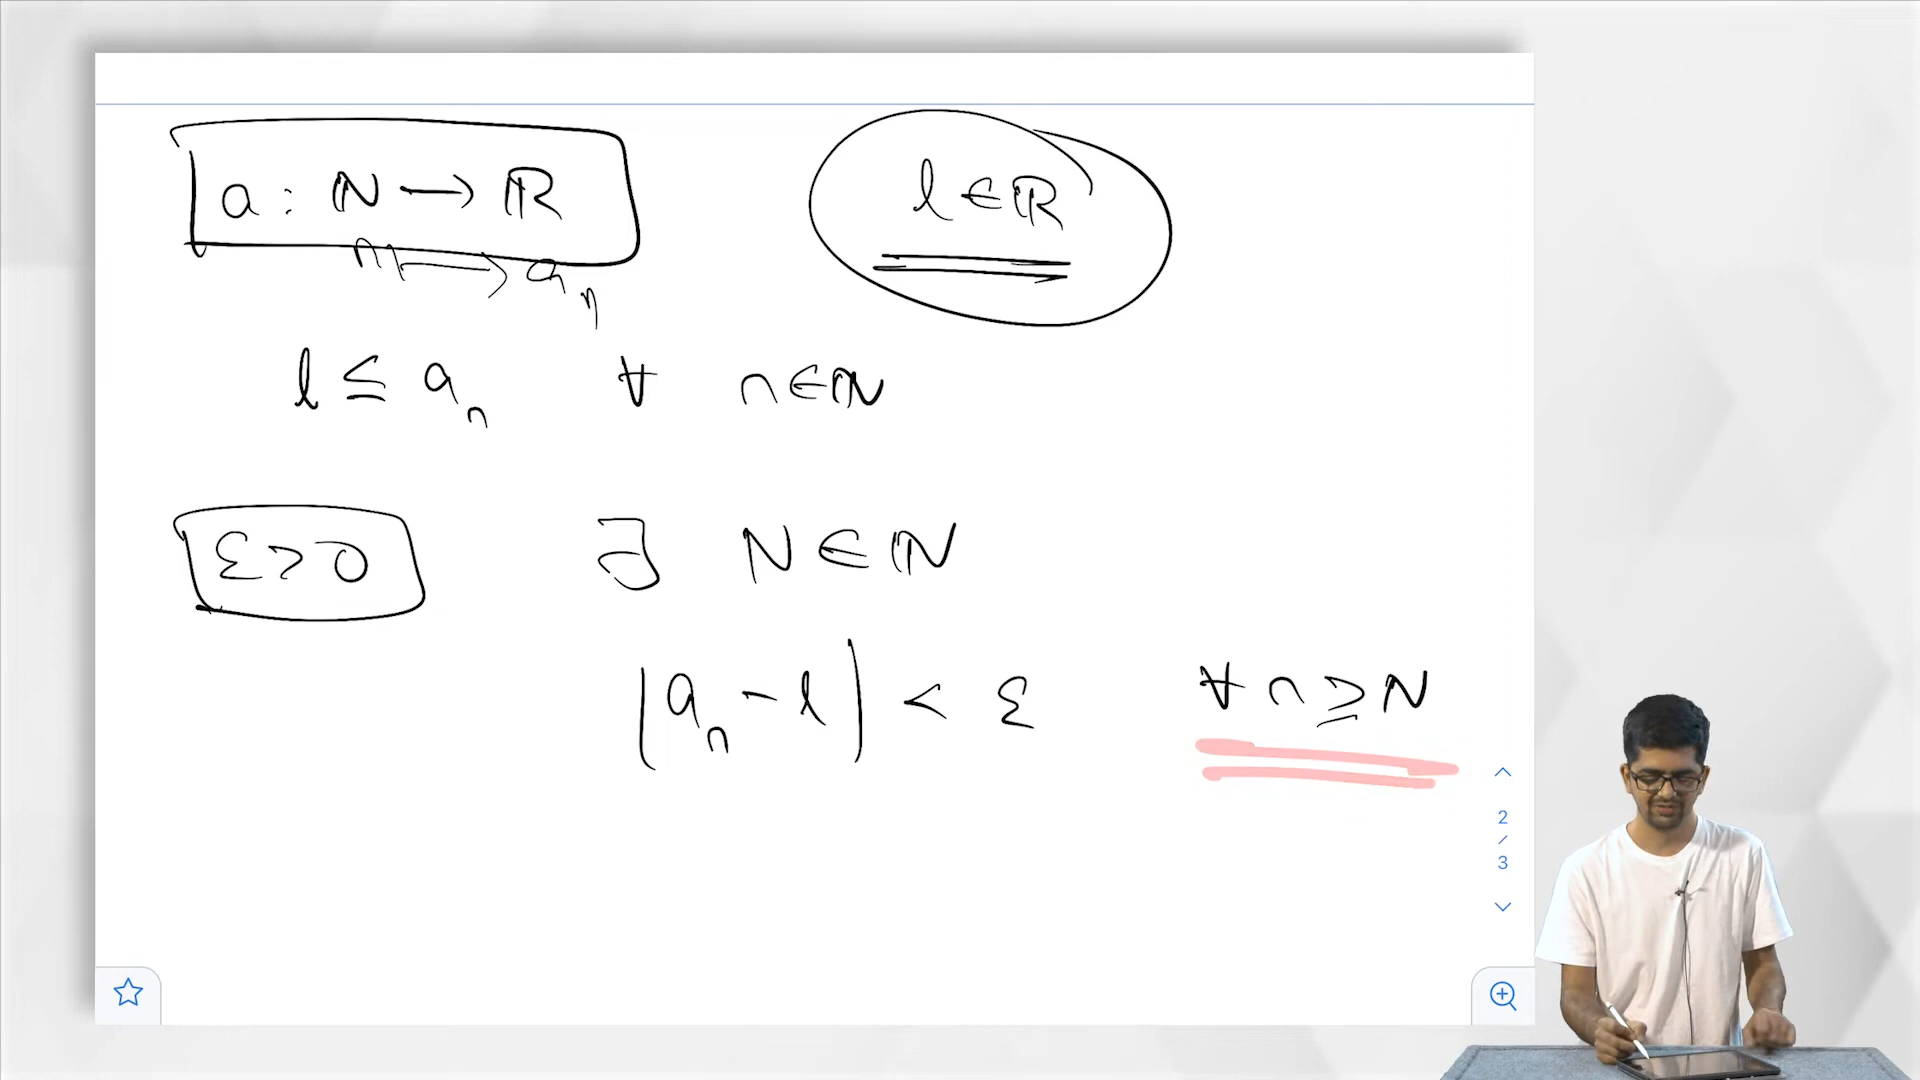 a : ℕ → ℝ l ∈ ℝ
n ↦ aₙ
l ≤ aₙ ∀ n ∈ ℕ
ε > 0 ∃ N ∈ ℕ
|aₙ - l| < ε ∀ n ≥ N
2
/
3